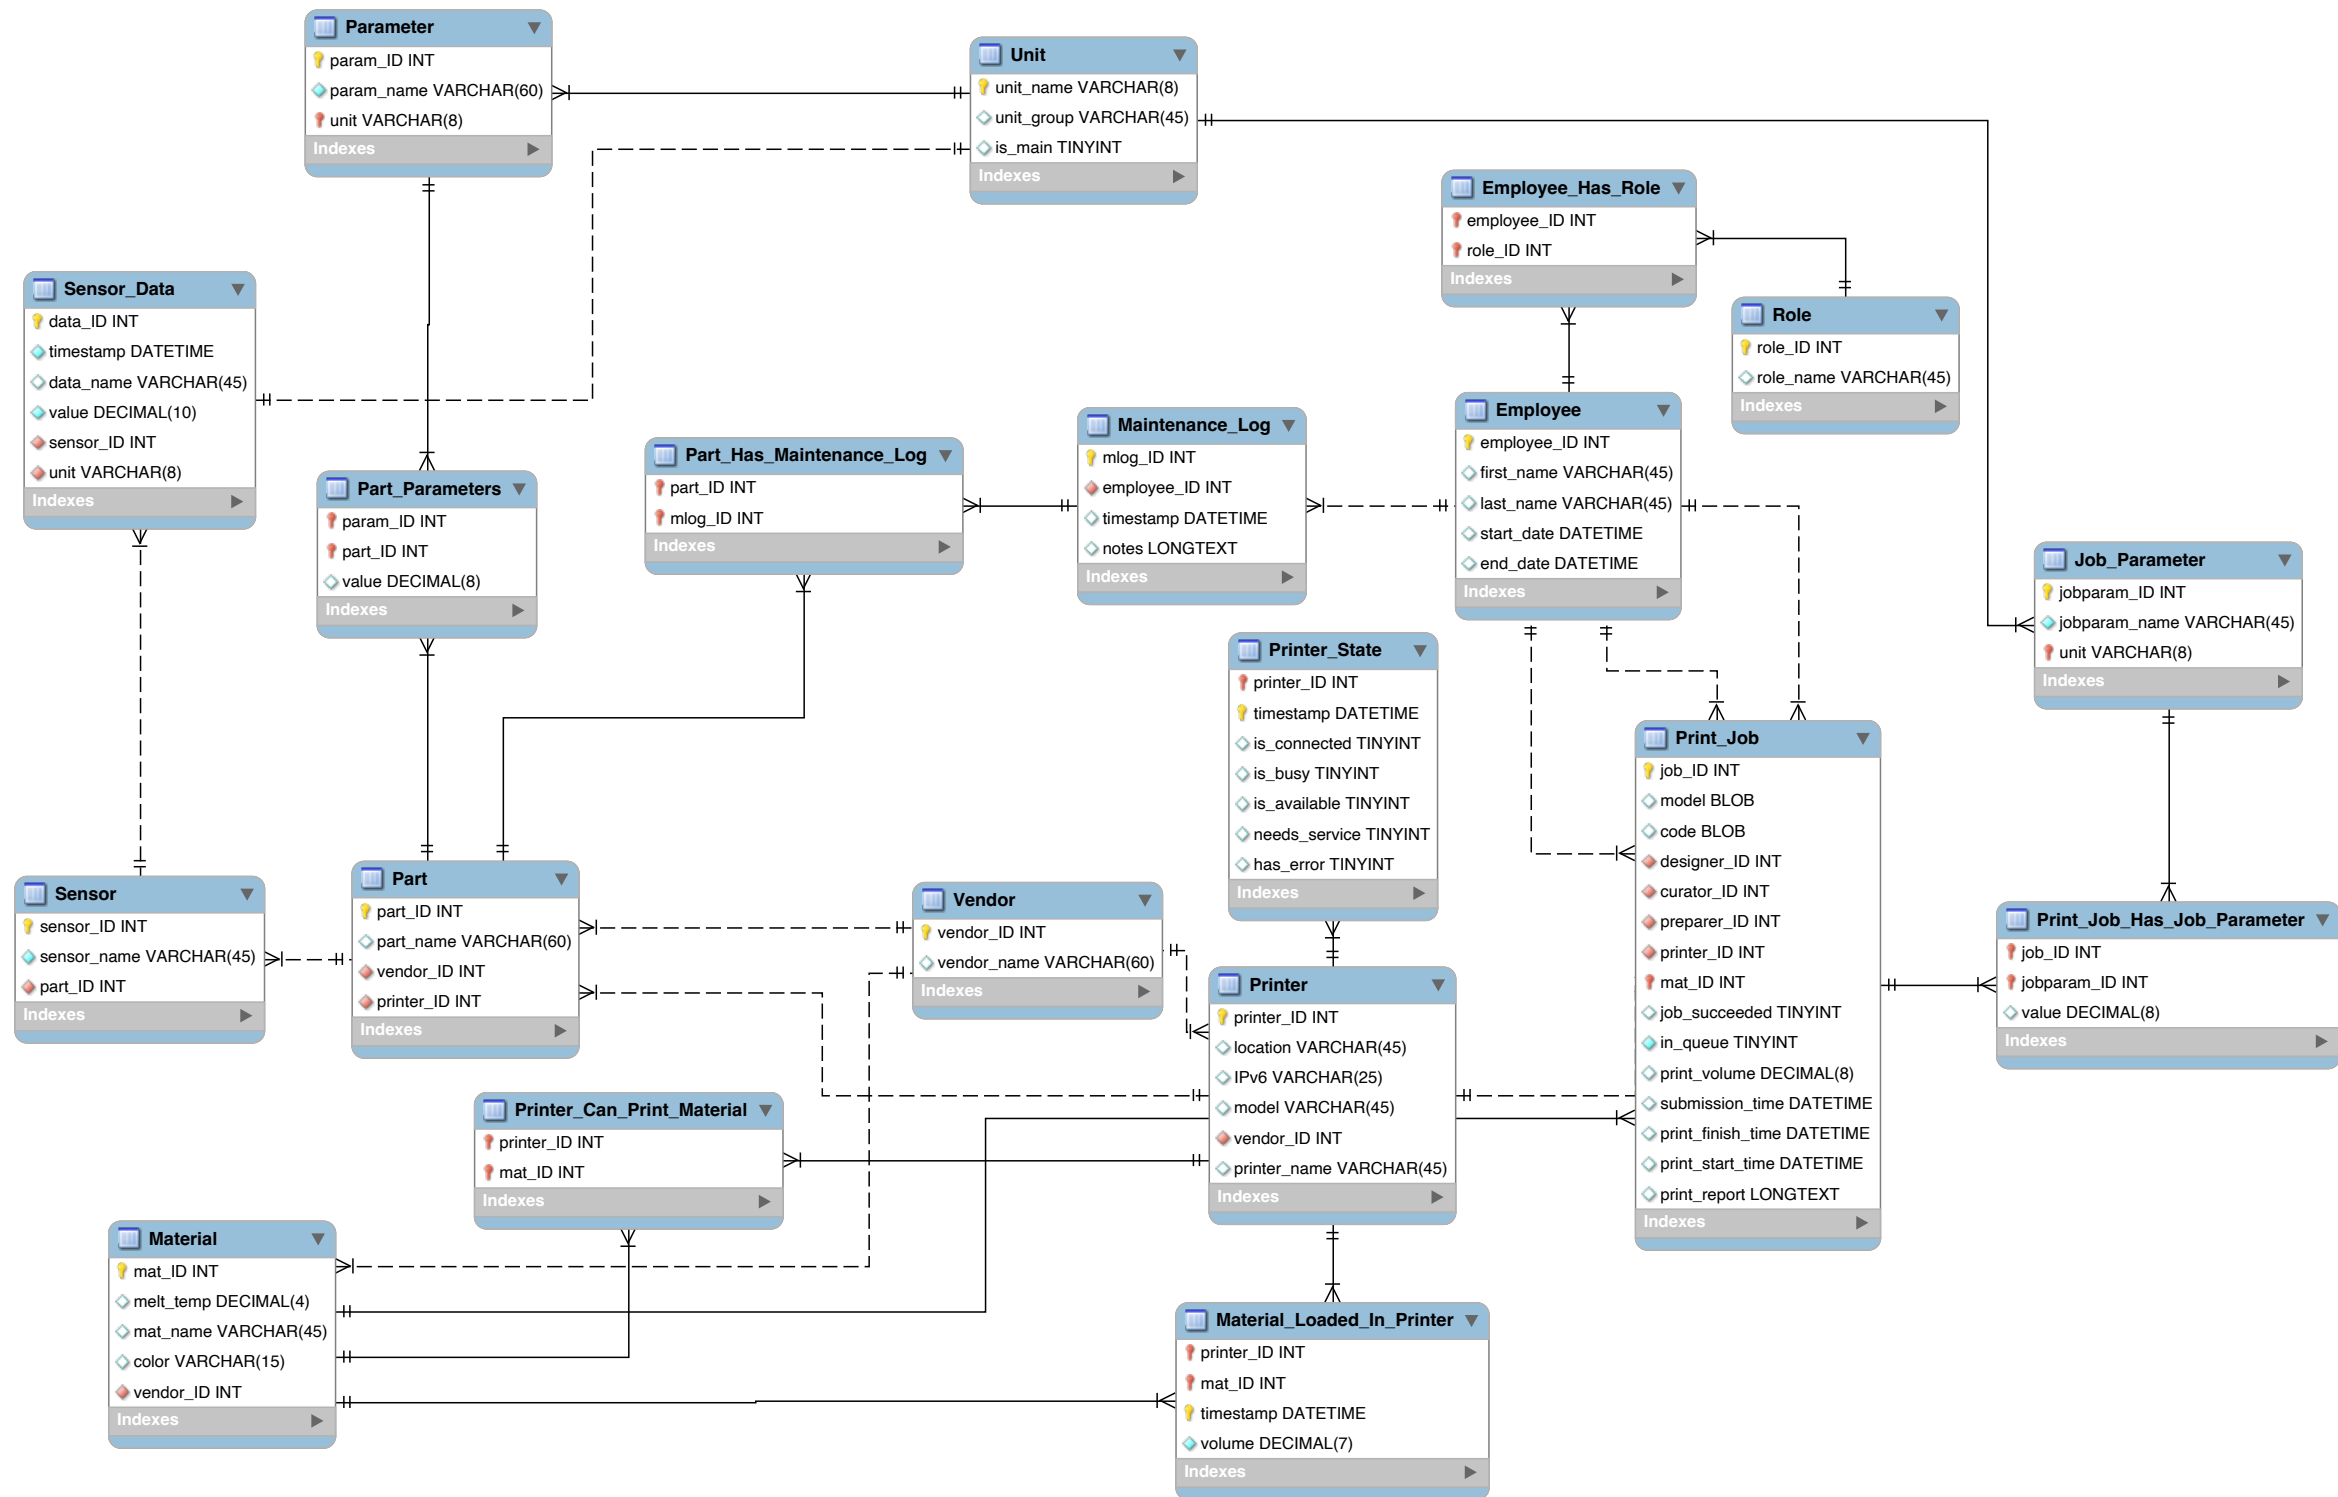 Parameter
param_ID INT
param_name VARCHAR(60)
unit VARCHAR(8)
Indexes
Unit
unit_name VARCHAR(8)
unit_group VARCHAR(45)
is_main TINYINT
Indexes
Employee_Has_Role
employee_ID INT
role_ID INT
Indexes
Sensor_Data
data_ID INT
timestamp DATETIME
data_name VARCHAR(45)
value DECIMAL(10)
sensor_ID INT
unit VARCHAR(8)
Indexes
Role
role_ID INT
role_name VARCHAR(45)
Indexes
Employee
employee_ID INT
first_name VARCHAR(45)
last_name VARCHAR(45)
start_date DATETIME
end_date DATETIME
Indexes
Maintenance_Log
mlog_ID INT
employee_ID INT
timestamp DATETIME
notes LONGTEXT
Indexes
Part_Has_Maintenance_Log
part_ID INT
mlog_ID INT
Indexes
Part_Parameters
param_ID INT
part_ID INT
value DECIMAL(8)
Indexes
Job_Parameter
jobparam_ID INT
jobparam_name VARCHAR(45)
unit VARCHAR(8)
Indexes
Printer_State
printer_ID INT
timestamp DATETIME
is_connected TINYINT
is_busy TINYINT
is_available TINYINT
needs_service TINYINT
has_error TINYINT
Indexes
Print_Job
job_ID INT
model BLOB
code BLOB
designer_ID INT
curator_ID INT
preparer_ID INT
printer_ID INT
mat_ID INT
job_succeeded TINYINT
in_queue TINYINT
print_volume DECIMAL(8)
submission_time DATETIME
print_finish_time DATETIME
print_start_time DATETIME
print_report LONGTEXT
Indexes
Sensor
sensor_ID INT
sensor_name VARCHAR(45)
part_ID INT
Indexes
Part
part_ID INT
part_name VARCHAR(60)
vendor_ID INT
printer_ID INT
Indexes
Vendor
vendor_ID INT
vendor_name VARCHAR(60)
Indexes
Print_Job_Has_Job_Parameter
job_ID INT
jobparam_ID INT
value DECIMAL(8)
Indexes
Printer
printer_ID INT
location VARCHAR(45)
IPv6 VARCHAR(25)
model VARCHAR(45)
vendor_ID INT
printer_name VARCHAR(45)
Indexes
Printer_Can_Print_Material
printer_ID INT
mat_ID INT
Indexes
Material
mat_ID INT
melt_temp DECIMAL(4)
mat_name VARCHAR(45)
color VARCHAR(15)
vendor_ID INT
Indexes
Material_Loaded_In_Printer
printer_ID INT
mat_ID INT
timestamp DATETIME
volume DECIMAL(7)
Indexes